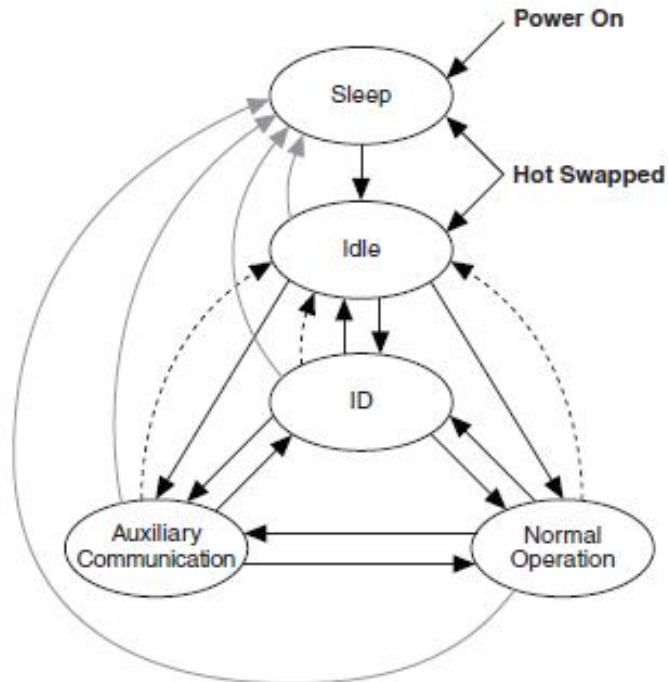 Power On
Sleep
Hot Swapped
Idle
ID
Auxiliary
Communication
Normal
Operation